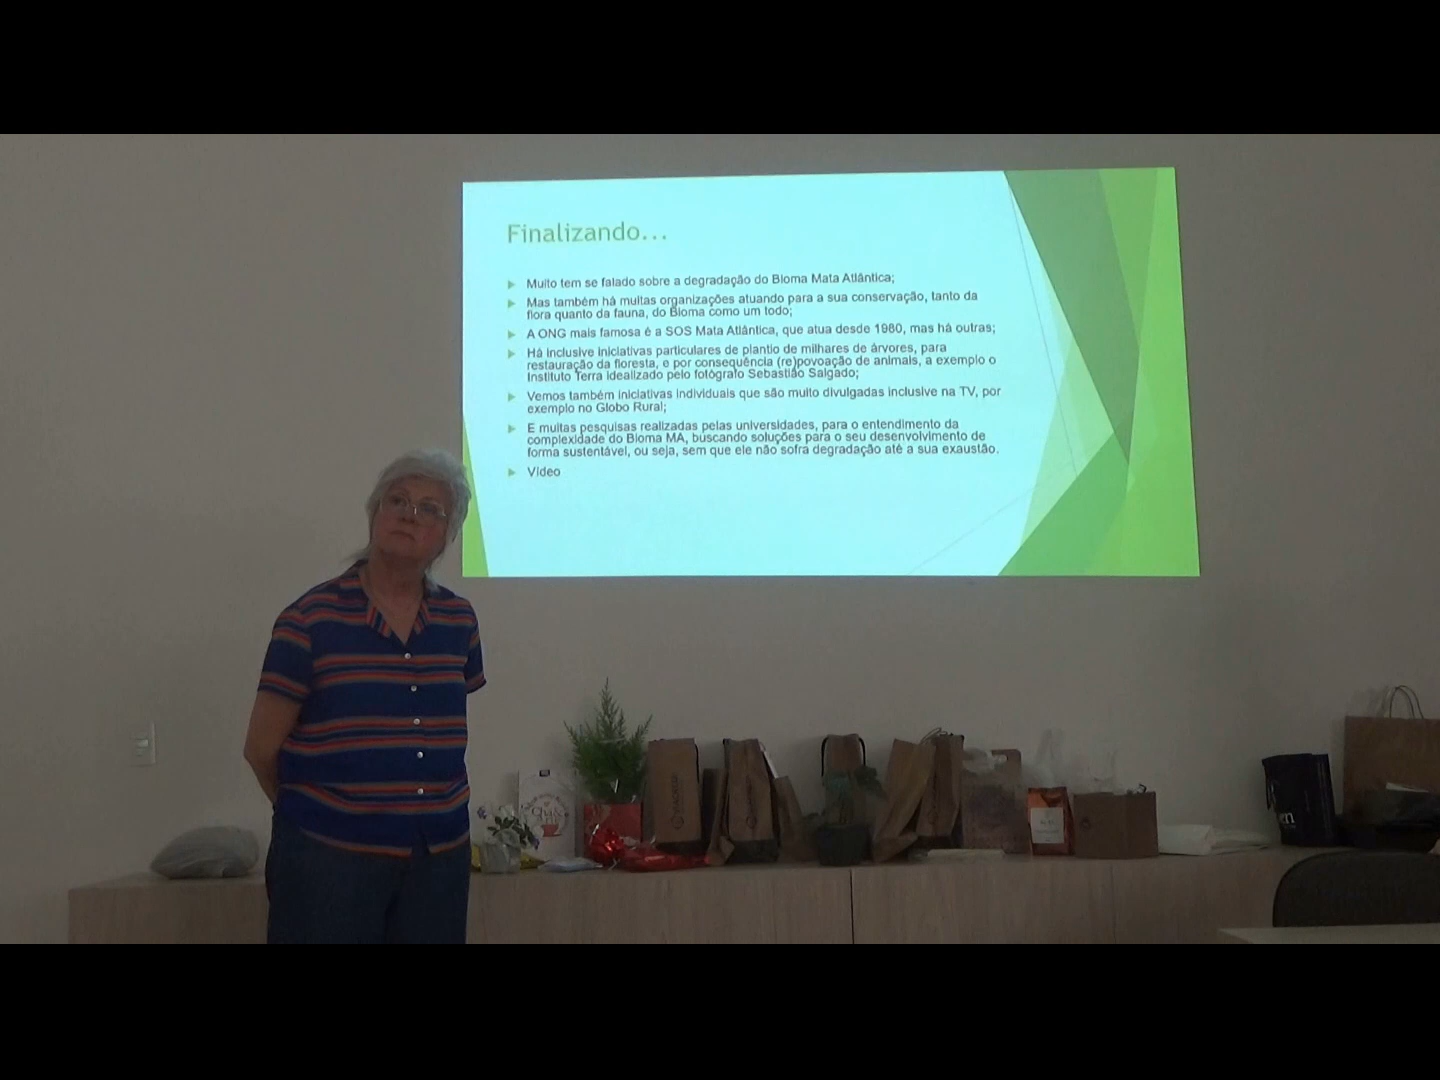 Finalizando...
Muito tem se falado sobre a degradação do Bioma Mata Atlântica;
Mas também há muitas organizações atuando para a sua conservação, tanto da
flora quanto da fauna, do Bioma como um todo;
A ONG mais famosa é a SOS Mata Atlântica, que atua desde 1980, mas há outras;
Há inclusive iniciativas particulares de plantio de milhares de árvores, para
restauração da floresta, e por consequência (re)povoação de animais, a exemplo o
Instituto Terra idealizado pelo fotógrafo Sebastião Salgado;
Vemos também iniciativas individuais que são muito divulgadas inclusive na TV, por
exemplo no Globo Rural;
E muitas pesquisas realizadas pelas universidades, para o entendimento da
complexidade do Bioma MA, buscando soluções para o seu desenvolvimento de
forma sustentável, ou seja, sem que ele não sofra degradação até a sua exaustão.
Vídeo